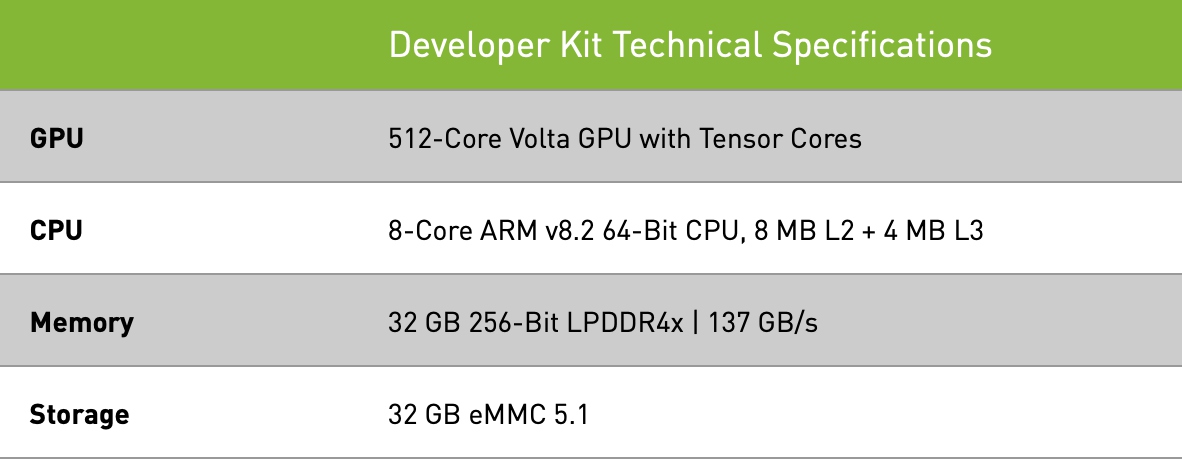 Developer Kit Technical Specifications
GPU 512-Core Volta GPU with Tensor Cores
CPU 8-Core ARM v8.2 64-Bit CPU, 8 MB L2 + 4 MB L3
Memory 32 GB 256-Bit LPDDR4x | 137 GB/s
Storage 32 GB eMMC 5.1